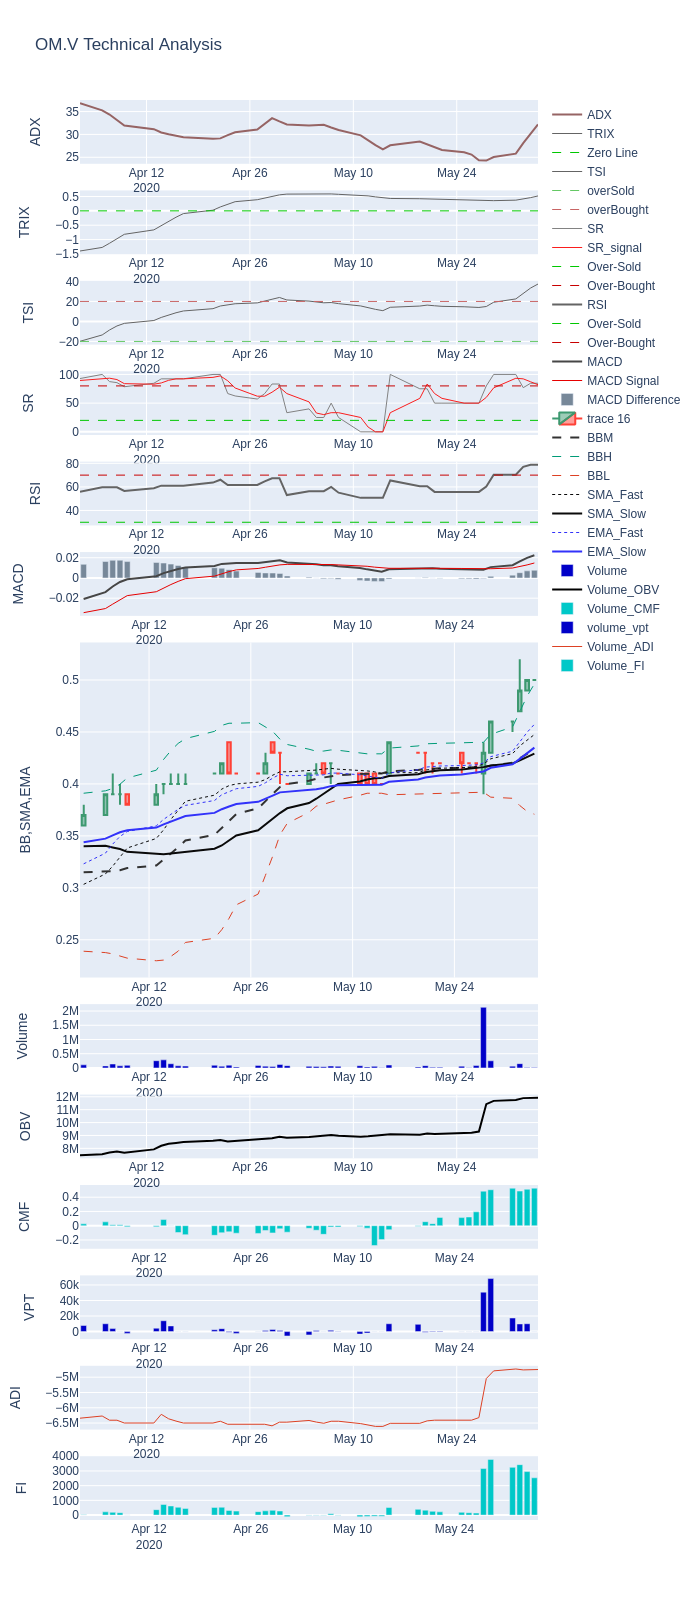 OM.V Technical Analysis
ADX
35
30
25
Apr 12
2020
Apr 26
May 10
May 24
TRIX
0.5
0
−0.5
−1
−1.5
Apr 12
2020
Apr 26
May 10
May 24
TSI
40
20
0
−20
Apr 12
2020
Apr 26
May 10
May 24
SR
100
50
0
Apr 12
2020
Apr 26
May 10
May 24
RSI
80
60
40
Apr 12
2020
Apr 26
May 10
May 24
MACD
0.02
0
−0.02
Apr 12
2020
Apr 26
May 10
May 24
BB,SMA,EMA
0.5
0.45
0.4
0.35
0.3
0.25
Apr 12
2020
Apr 26
May 10
May 24
Volume
2M
1.5M
1M
0.5M
0
Apr 12
2020
Apr 26
May 10
May 24
OBV
12M
11M
10M
9M
8M
Apr 12
2020
Apr 26
May 10
May 24
CMF
0.4
0.2
0
−0.2
Apr 12
2020
Apr 26
May 10
May 24
VPT
60k
40k
20k
0
Apr 12
2020
Apr 26
May 10
May 24
ADI
−5M
−5.5M
−6M
−6.5M
Apr 12
2020
Apr 26
May 10
May 24
FI
4000
3000
2000
1000
0
Apr 12
2020
Apr 26
May 10
May 24
ADX
TRIX
Zero Line
TSI
overSold
overBought
SR
SR_signal
Over-Sold
Over-Bought
RSI
Over-Sold
Over-Bought
MACD
MACD Signal
MACD Difference
trace 16
BBM
BBH
BBL
SMA_Fast
SMA_Slow
EMA_Fast
EMA_Slow
Volume
Volume_OBV
Volume_CMF
volume_vpt
Volume_ADI
Volume_FI